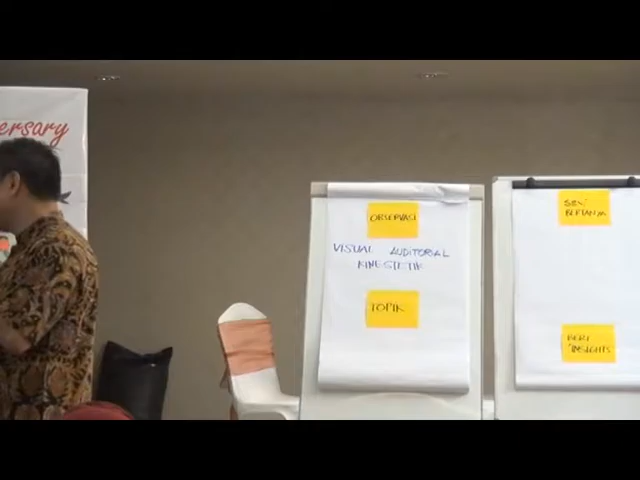 ersary
OBSERVASI
VISUAL AUDITORIAL
KINESTETIK
TOPIK
SENI
BERTANYA
BERI
INSIGHTS